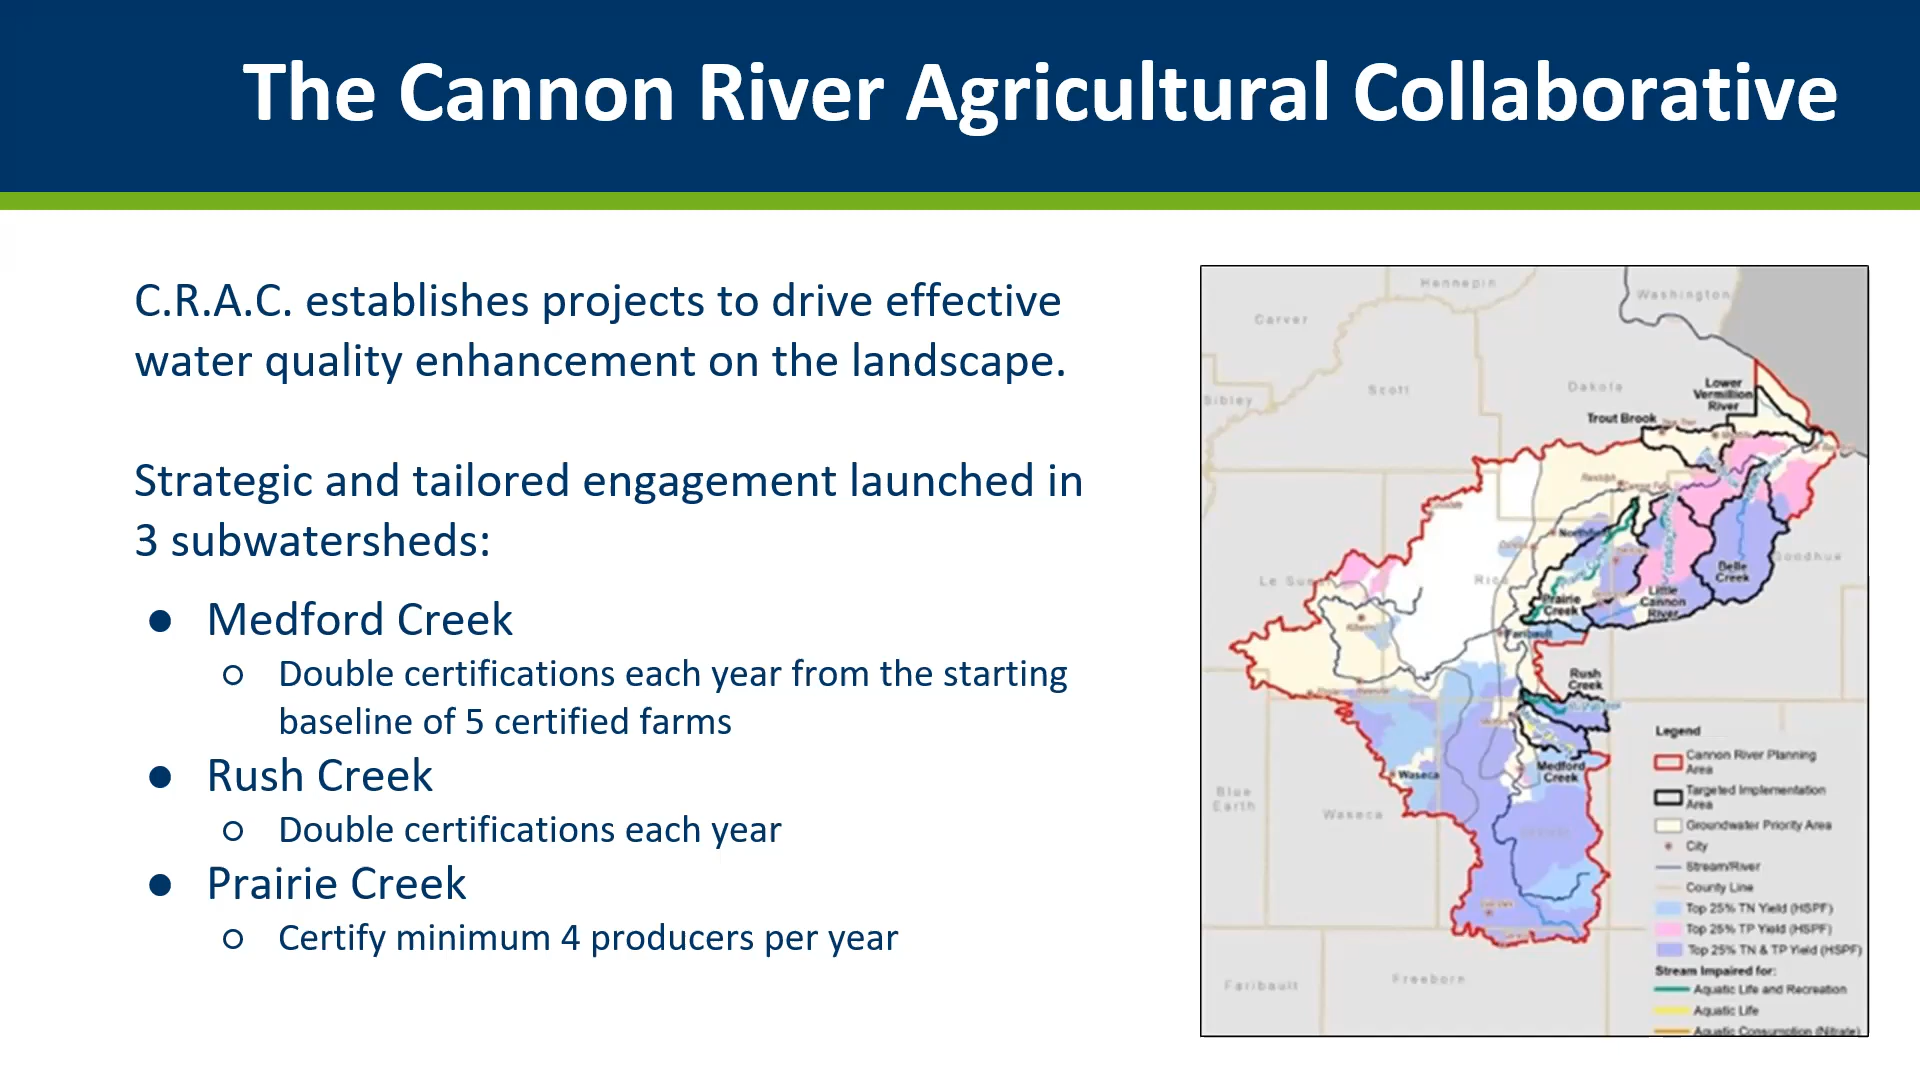 The Cannon River Agricultural Collaborative
C.R.A.C. establishes projects to drive effective
water quality enhancement on the landscape.
Strategic and tailored engagement launched in
3 subwatersheds:
● Medford Creek
○ Double certifications each year from the starting
baseline of 5 certified farms
● Rush Creek
○ Double certifications each year
● Prairie Creek
○ Certify minimum 4 producers per year
Hennepin
Washington
Carver
Scott
Dakota
Sibley
Lower
Vermillion
River
Trout Brook
Randolph
Northfield
Goodhue
Le Sueur
Rice
Belle
Creek
Prairie
Creek
Little
Cannon
River
Faribault
Rush
Creek
Medford
Creek
Waseca
Blue
Earth
Waseca
Faribault
Freeborn
Legend
Cannon River Planning
Area
Targeted Implementation
Area
Groundwater Priority Area
City
Stream/River
County Line
Top 25% TN Yield (HSPF)
Top 25% TP Yield (HSPF)
Top 25% TN & TP Yield (HSPF)
Stream Impaired for:
Aquatic Life and Recreation
Aquatic Life
Aquatic Consumption (Nitrate)